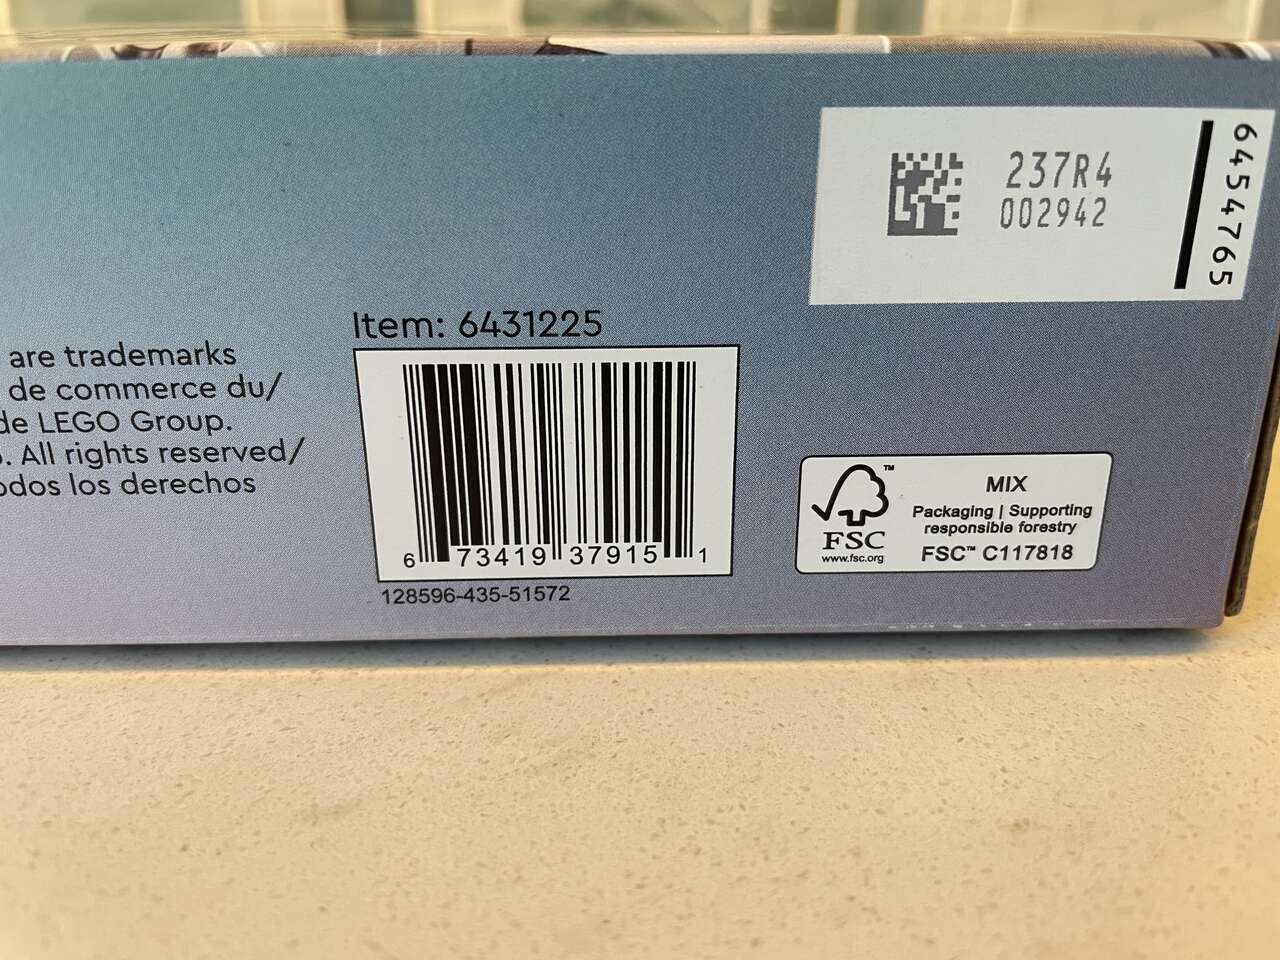 237R4
002942
6454765
Item: 6431225
are trademarks
de commerce du/
de LEGO Group.
. All rights reserved/
odos los derechos
6 73419 37915 1
128596-435-51572
FSC
www.fsc.org
MIX
Packaging | Supporting
responsible forestry
FSC™ C117818